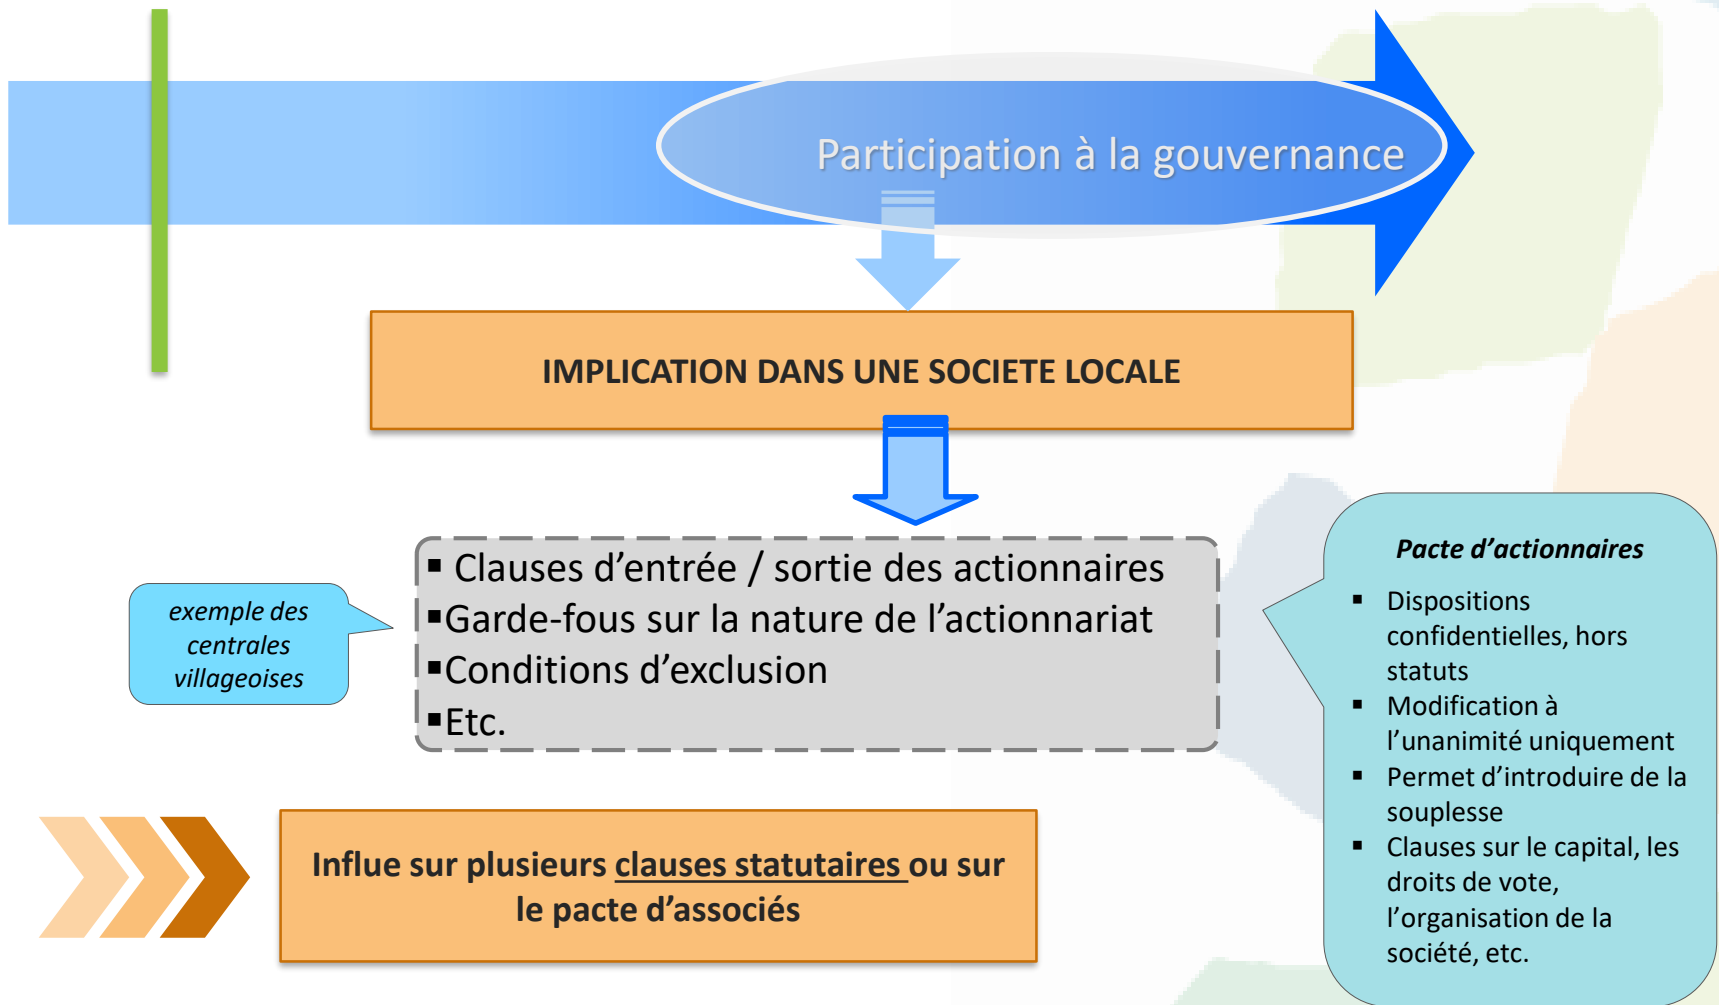 Participation à la gouvernance
IMPLICATION DANS UNE SOCIETE LOCALE
▪ Clauses d’entrée / sortie des actionnaires
▪Garde-fous sur la nature de l’actionnariat
▪Conditions d’exclusion
▪Etc.
exemple des
centrales
villageoises
Pacte d’actionnaires
▪ Dispositions
confidentielles, hors
statuts
▪ Modification à
l’unanimité uniquement
▪ Permet d’introduire de la
souplesse
▪ Clauses sur le capital, les
droits de vote,
l’organisation de la
société, etc.
Influe sur plusieurs clauses statutaires ou sur
le pacte d’associés